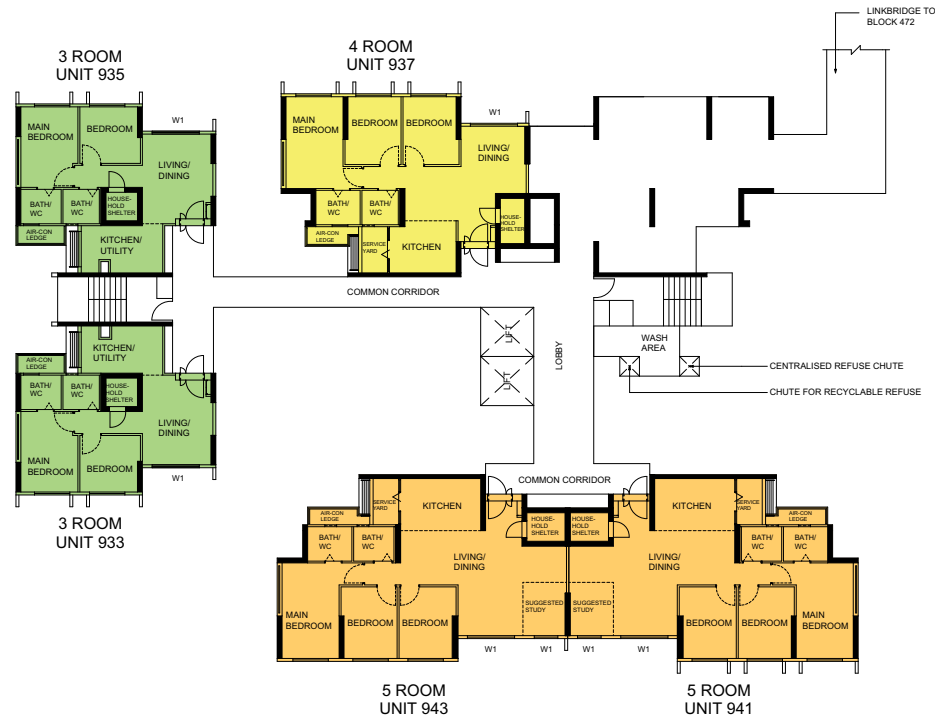 LINKBRIDGE TO
BLOCK 472
3 ROOM
UNIT 935
4 ROOM
UNIT 937
W1
W1
MAIN
BEDROOM
BEDROOM
LIVING/
DINING
BATH/
WC
BATH/
WC
HOUSE-
HOLD
SHELTER
AIR-CON
LEDGE
KITCHEN/
UTILITY
MAIN
BEDROOM
BEDROOM
BEDROOM
LIVING/
DINING
BATH/
WC
BATH/
WC
HOUSE-
HOLD
SHELTER
AIR-CON
LEDGE
SERVICE
YARD
KITCHEN
COMMON CORRIDOR
LIFT
LIFT
LOBBY
WASH
AREA
CENTRALISED REFUSE CHUTE
CHUTE FOR RECYCLABLE REFUSE
KITCHEN/
UTILITY
AIR-CON
LEDGE
BATH/
WC
BATH/
WC
HOUSE-
HOLD
SHELTER
LIVING/
DINING
MAIN
BEDROOM
BEDROOM
W1
3 ROOM
UNIT 933
COMMON CORRIDOR
SERVICE
YARD
KITCHEN
AIR-CON
LEDGE
HOUSE-
HOLD
SHELTER
BATH/
WC
BATH/
WC
LIVING/
DINING
MAIN
BEDROOM
BEDROOM
BEDROOM
SUGGESTED
STUDY
W1
W1
5 ROOM
UNIT 943
HOUSE-
HOLD
SHELTER
KITCHEN
SERVICE
YARD
AIR-CON
LEDGE
BATH/
WC
BATH/
WC
LIVING/
DINING
SUGGESTED
STUDY
BEDROOM
BEDROOM
MAIN
BEDROOM
W1
W1
5 ROOM
UNIT 941